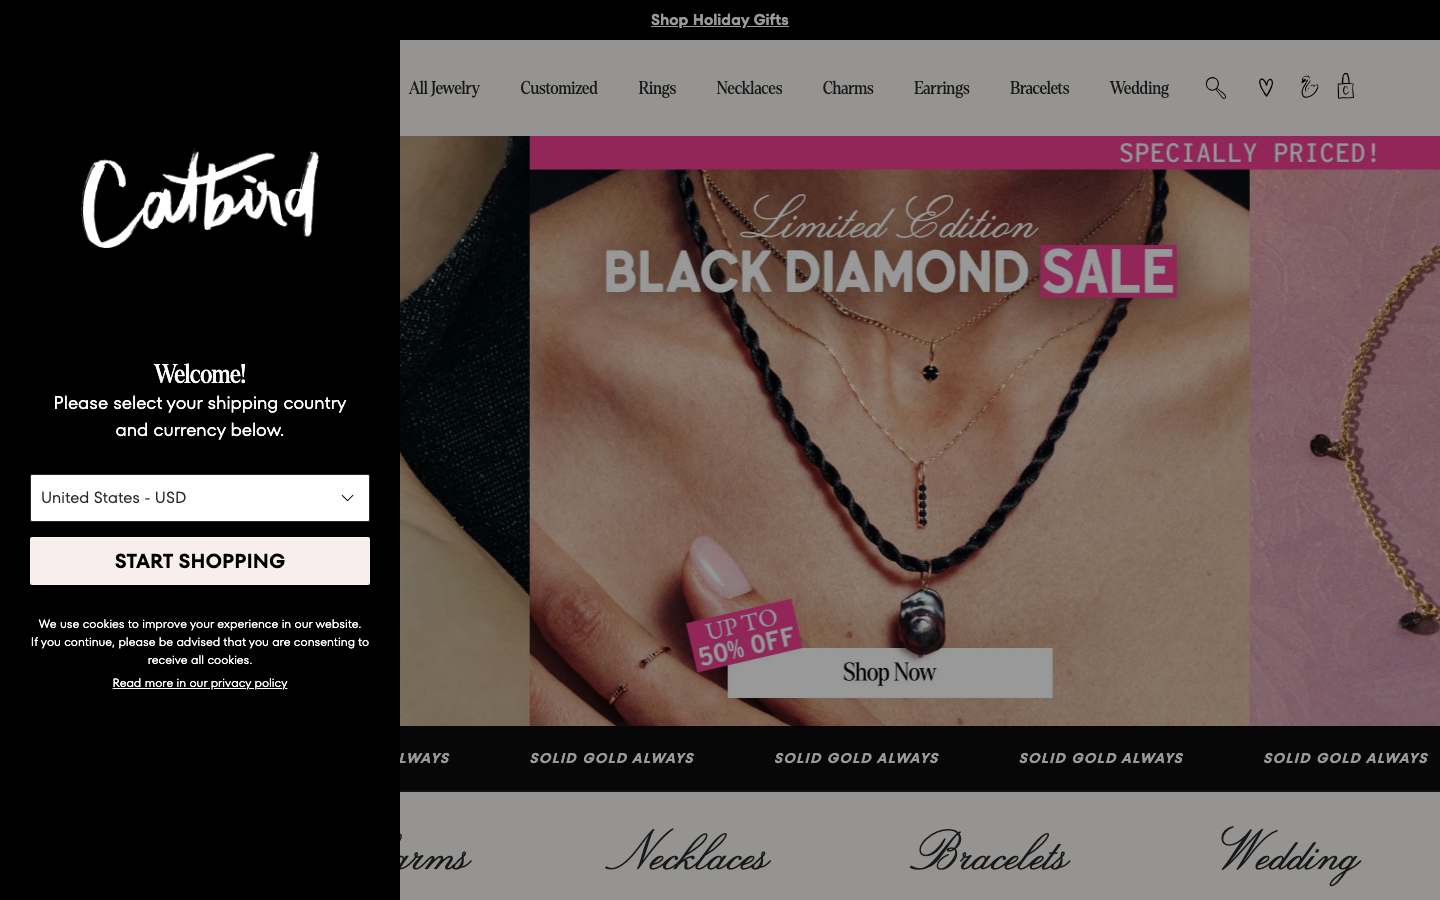 Shop Holiday Gifts
All Jewelry Customized Rings Necklaces Charms Earrings Bracelets Wedding
C
Catbird
Welcome!
Please select your shipping country
and currency below.
United States - USD
START SHOPPING
We use cookies to improve your experience in our website.
If you continue, please be advised that you are consenting to
receive all cookies.
Read more in our privacy policy
SPECIALLY PRICED!
Limited Edition
BLACK DIAMOND SALE
UP TO
50% OFF
Shop Now
LWAYS SOLID GOLD ALWAYS SOLID GOLD ALWAYS SOLID GOLD ALWAYS SOLID GOLD ALWAYS
arms Necklaces Bracelets Wedding